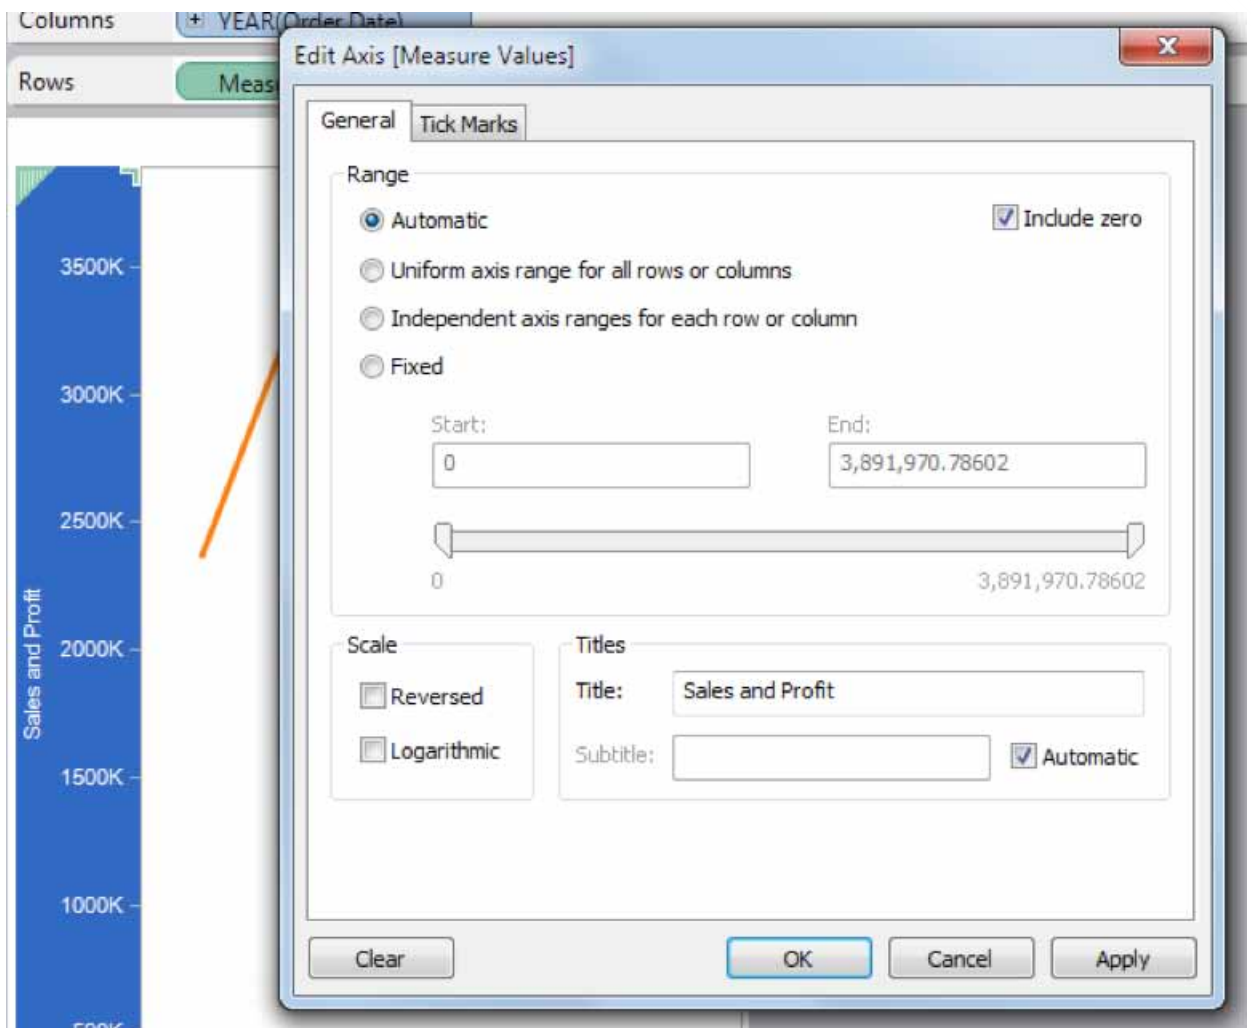 Columns
+ YEAR(Order Date)
Edit Axis [Measure Values]
Rows
General
Tick Marks
Range
Automatic
Include zero
Uniform axis range for all rows or columns
Independent axis ranges for each row or column
Fixed
Start:
End:
0
3,891,970.78602
0
3,891,970.78602
Scale
Titles
Reversed
Title:
Sales and Profit
Logarithmic
Subtitle:
Automatic
Clear
OK
Cancel
Apply
Sales and Profit
3500K
3000K
2500K
2000K
1500K
1000K
500K